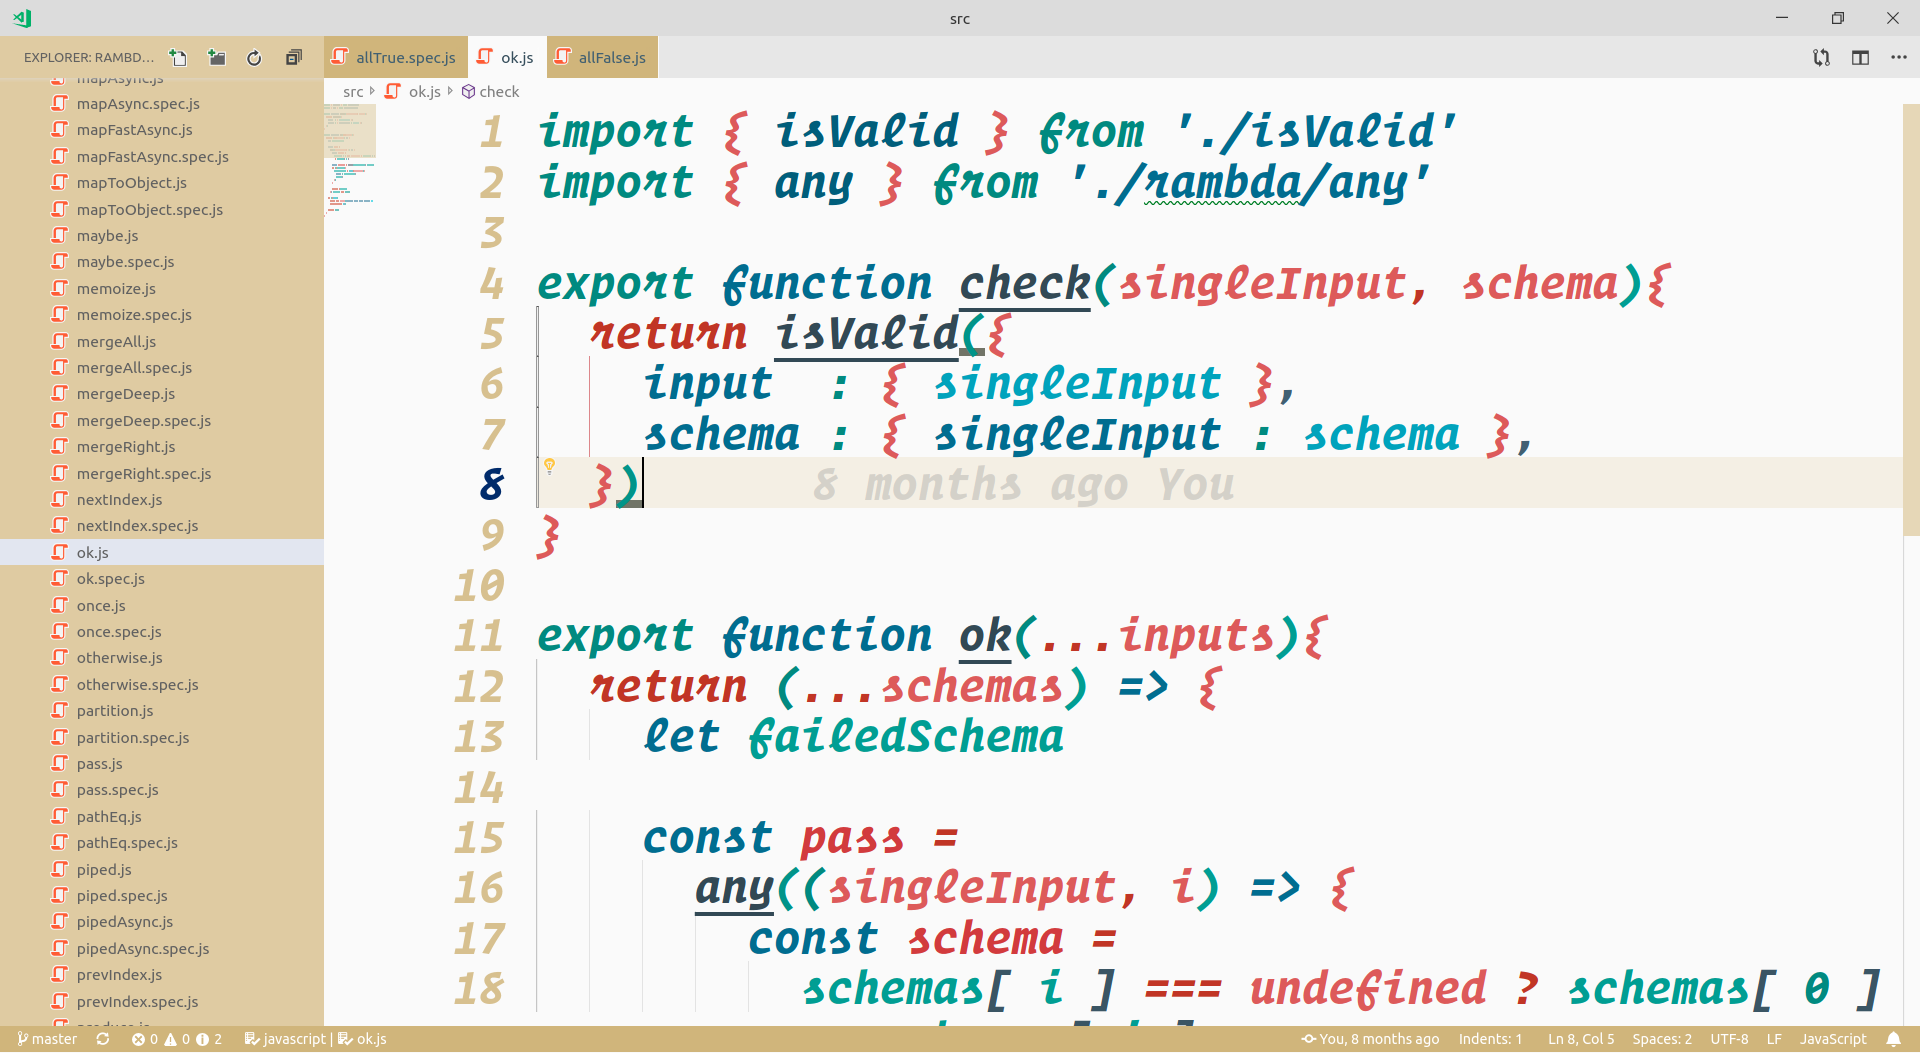 src
EXPLORER: RAMBD...
allTrue.spec.js
ok.js
allFalse.js
src ok.js check
mapAsync.js
mapAsync.spec.js
mapFastAsync.js
mapFastAsync.spec.js
mapToObject.js
mapToObject.spec.js
maybe.js
maybe.spec.js
memoize.js
memoize.spec.js
mergeAll.js
mergeAll.spec.js
mergeDeep.js
mergeDeep.spec.js
mergeRight.js
mergeRight.spec.js
nextIndex.js
nextIndex.spec.js
ok.js
ok.spec.js
once.js
once.spec.js
otherwise.js
otherwise.spec.js
partition.js
partition.spec.js
pass.js
pass.spec.js
pathEq.js
pathEq.spec.js
piped.js
piped.spec.js
pipedAsync.js
pipedAsync.spec.js
prevIndex.js
prevIndex.spec.js
1 import { isValid } from './isValid'
2 import { any } from './rambda/any'
3
4 export function check(singleInput, schema){
5 return isValid({
6 input : { singleInput },
7 schema : { singleInput : schema },
8 }) 8 months ago You
9 }
10
11 export function ok(...inputs){
12 return (...schemas) => {
13 let failedSchema
14
15 const pass =
16 any((singleInput, i) => {
17 const schema =
18 schemas[ i ] === undefined ? schemas[ 0 ]
master 0 0 2 javascript | ok.js You, 8 months ago Indents: 1 Ln 8, Col 5 Spaces: 2 UTF-8 LF JavaScript